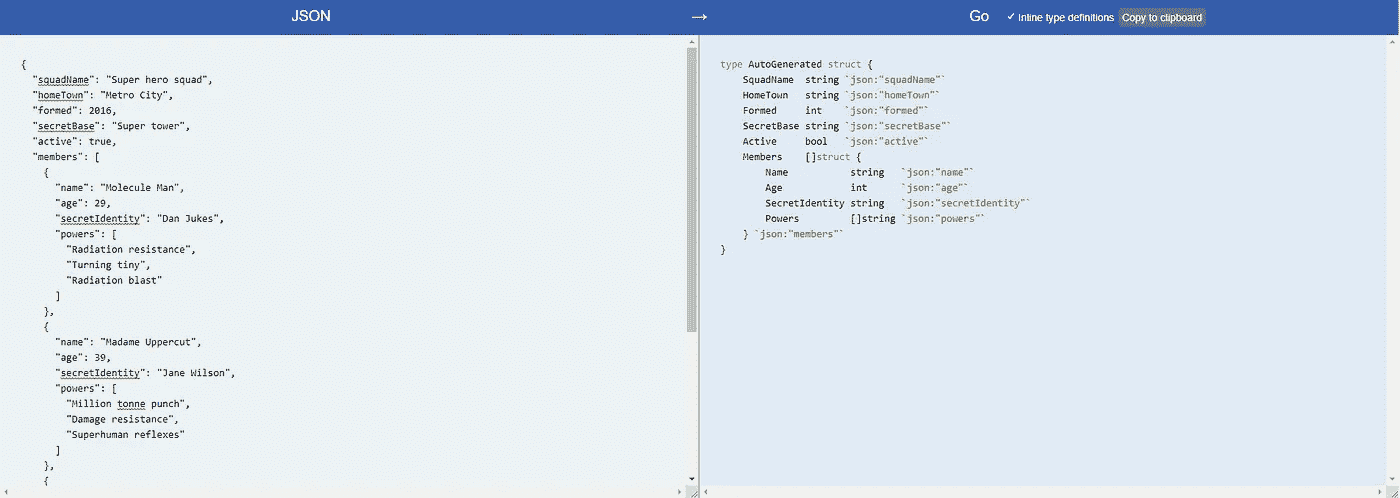 JSON → Go ✓ Inline type definitions Copy to clipboard
{
  "squadName": "Super hero squad",
  "homeTown": "Metro City",
  "formed": 2016,
  "secretBase": "Super tower",
  "active": true,
  "members": [
    {
      "name": "Molecule Man",
      "age": 29,
      "secretIdentity": "Dan Jukes",
      "powers": [
        "Radiation resistance",
        "Turning tiny",
        "Radiation blast"
      ]
    },
    {
      "name": "Madame Uppercut",
      "age": 39,
      "secretIdentity": "Jane Wilson",
      "powers": [
        "Million tonne punch",
        "Damage resistance",
        "Superhuman reflexes"
      ]
    },
    {
type AutoGenerated struct {
    SquadName  string `json:"squadName"`
    HomeTown   string `json:"homeTown"`
    Formed     int    `json:"formed"`
    SecretBase string `json:"secretBase"`
    Active     bool   `json:"active"`
    Members    []struct {
        Name           string   `json:"name"`
        Age            int      `json:"age"`
        SecretIdentity string   `json:"secretIdentity"`
        Powers         []string `json:"powers"`
    } `json:"members"`
}